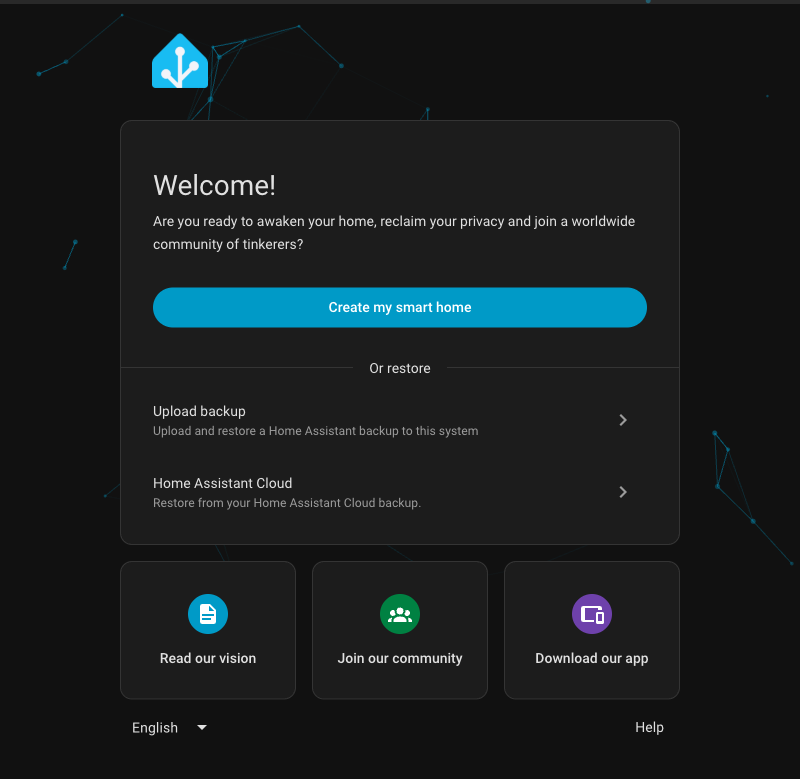 Welcome!
Are you ready to awaken your home, reclaim your privacy and join a worldwide
community of tinkerers?
Create my smart home
Or restore
Upload backup
Upload and restore a Home Assistant backup to this system
Home Assistant Cloud
Restore from your Home Assistant Cloud backup.
Read our vision
Join our community
Download our app
English
Help